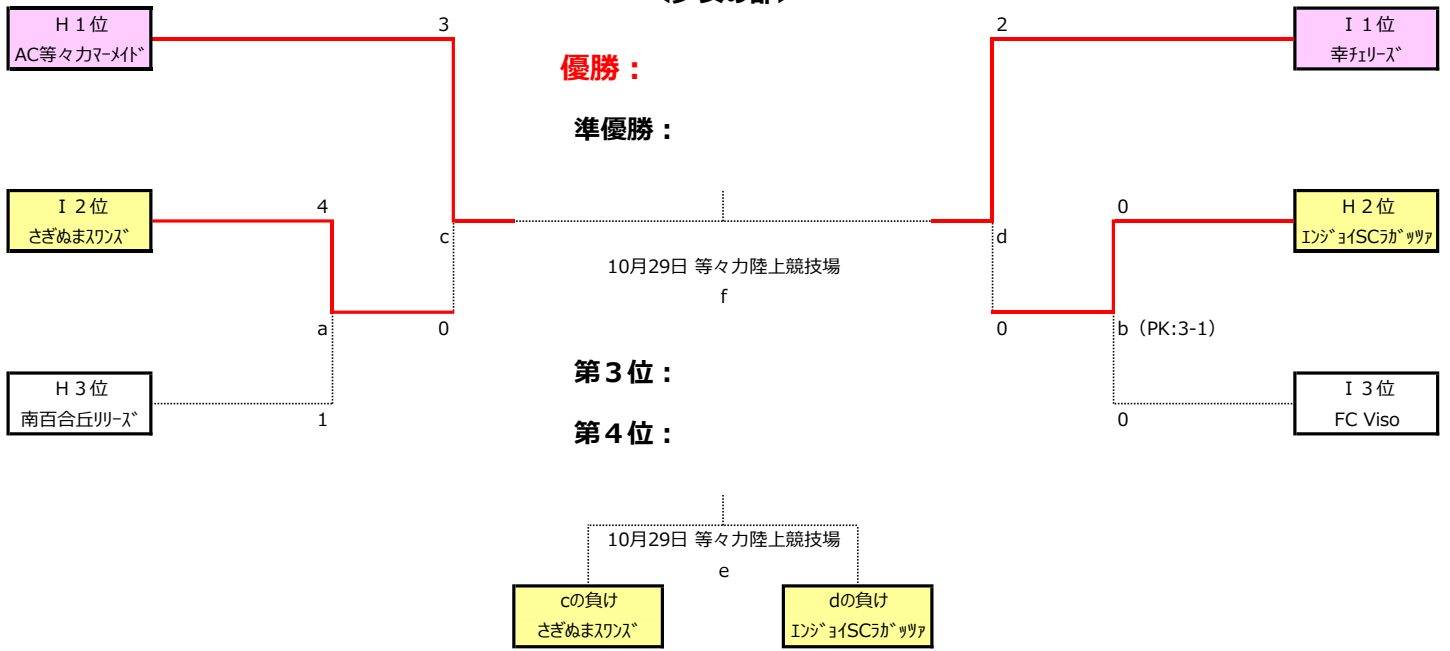 Ｈ１位
AC等々力ﾏｰﾒｲﾄﾞ
3
2
Ｉ１位
幸ﾁｪﾘｰｽﾞ
優勝：
準優勝：
Ｉ２位
さぎぬまｽﾜﾝｽﾞ
4
c
d
0
Ｈ２位
ｴﾝｼﾞｮｲSCﾗｶﾞｯﾂｧ
10月29日 等々力陸上競技場
f
a
0
0
b（PK:3-1）
第３位：
Ｈ３位
南百合丘ﾘﾘｰｽﾞ
1
第４位：
0
Ｉ３位
FC Viso
10月29日 等々力陸上競技場
e
cの負け
さぎぬまｽﾜﾝｽﾞ
dの負け
ｴﾝｼﾞｮｲSCﾗｶﾞｯﾂｧ